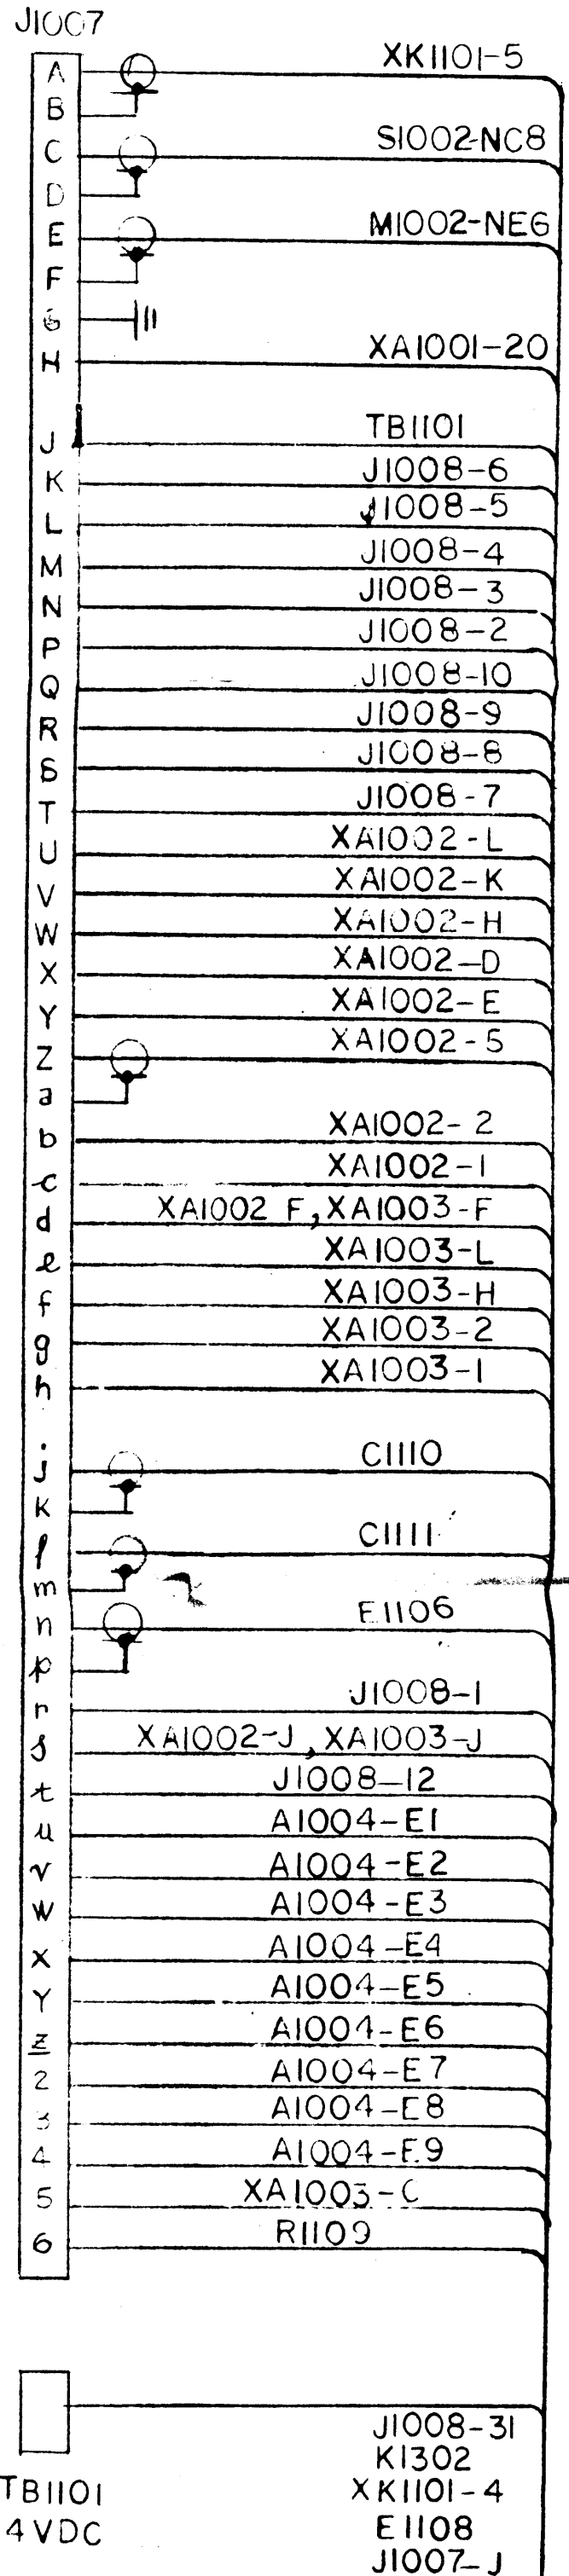 J1007
A XK1101-5
B
C S1002-NC8
D
E M1002-NE6
F
G
H XA1001-20
J TB1101
K J1008-6
L J1008-5
M J1008-4
N J1008-3
P J1008-2
Q J1008-10
R J1008-9
S J1008-8
T J1008-7
U XA1002-L
V XA1002-K
W XA1002-H
X XA1002-D
Y XA1002-E
Z XA1002-5
a
b XA1002-2
c XA1002-1
d XA1002 F, XA1003-F
e XA1003-L
f XA1003-H
g XA1003-2
h XA1003-1
j C1110
K
l C1111
m
n E1106
p
r J1008-1
s XA1002-J, XA1003-J
t J1008-12
u A1004-E1
v A1004-E2
W A1004-E3
X A1004-E4
Y A1004-E5
z A1004-E6
2 A1004-E7
3 A1004-E8
4 A1004-E9
5 XA1003-C
6 R1109
J1008-31
K1302
TB1101 XK1101-4
4VDC E1108
J1007-J